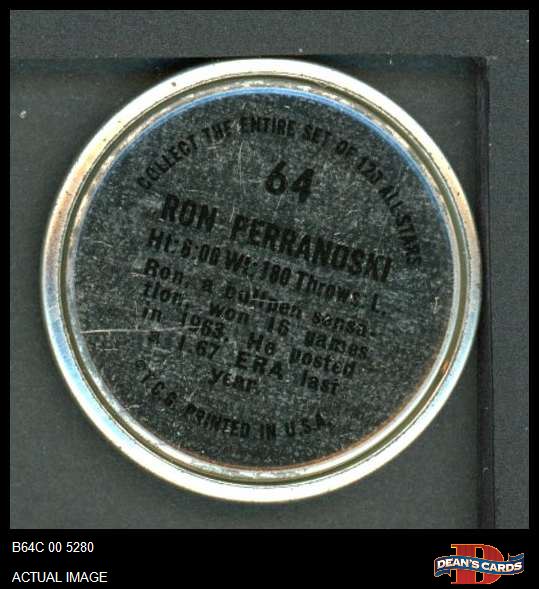 COLLECT THE ENTIRE SET OF 123 ALL-STARS
64
RON PERRANOSKI
Ht:6:00 Wt:180 Throws:L.
Ron, a bullpen sensa-
tion, won 16 games
in 1963. He posted
a 1.67 ERA last
year.
©T.C.G. PRINTED IN U.S.A.
B64C 00 5280
ACTUAL IMAGE
B
DEAN'S CARDS